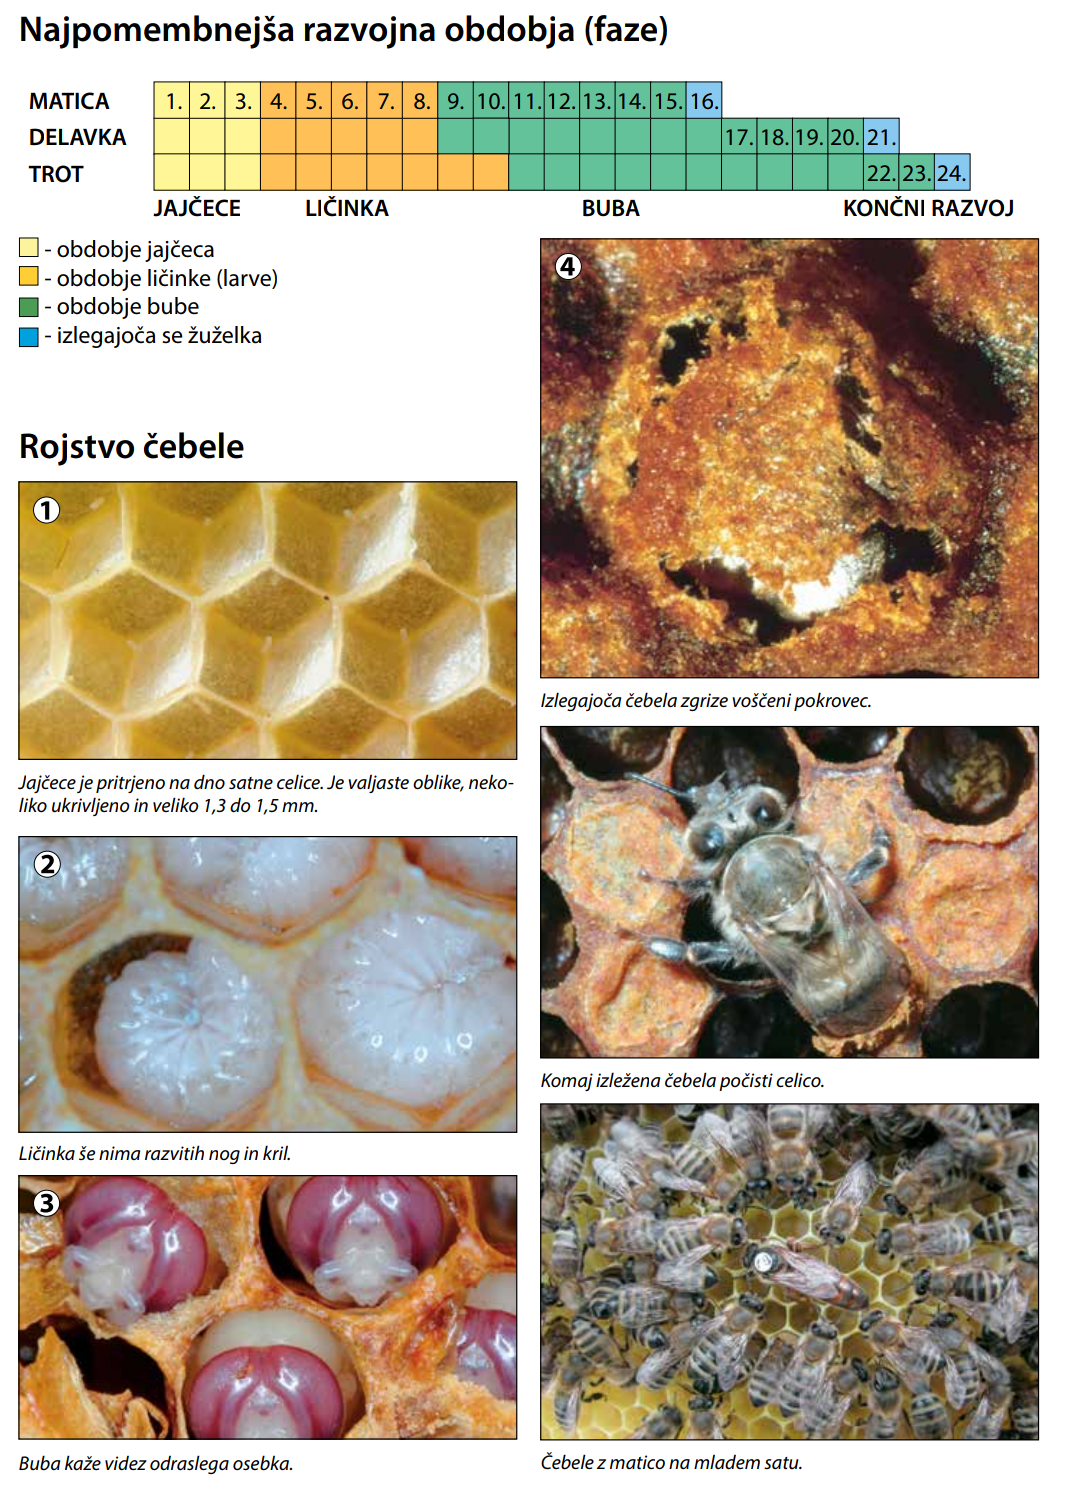 Najpomembnejša razvojna obdobja (faze)
MATICA 1. 2. 3. 4. 5. 6. 7. 8. 9. 10. 11. 12. 13. 14. 15. 16.
DELAVKA 17. 18. 19. 20. 21.
TROT 22. 23. 24.
JAJČECE LIČINKA BUBA KONČNI RAZVOJ
- obdobje jajčeca
- obdobje ličinke (larve)
- obdobje bube
- izlegajoča se žuželka
Rojstvo čebele
1
Jajčece je pritrjeno na dno satne celice. Je valjaste oblike, neko-
liko ukrivljeno in veliko 1,3 do 1,5 mm.
2
Ličinka še nima razvitih nog in kril.
3
Buba kaže videz odraslega osebka.
4
Izlegajoča čebela zgrize voščeni pokrovec.
Komaj izležena čebela počisti celico.
Čebele z matico na mladem satu.